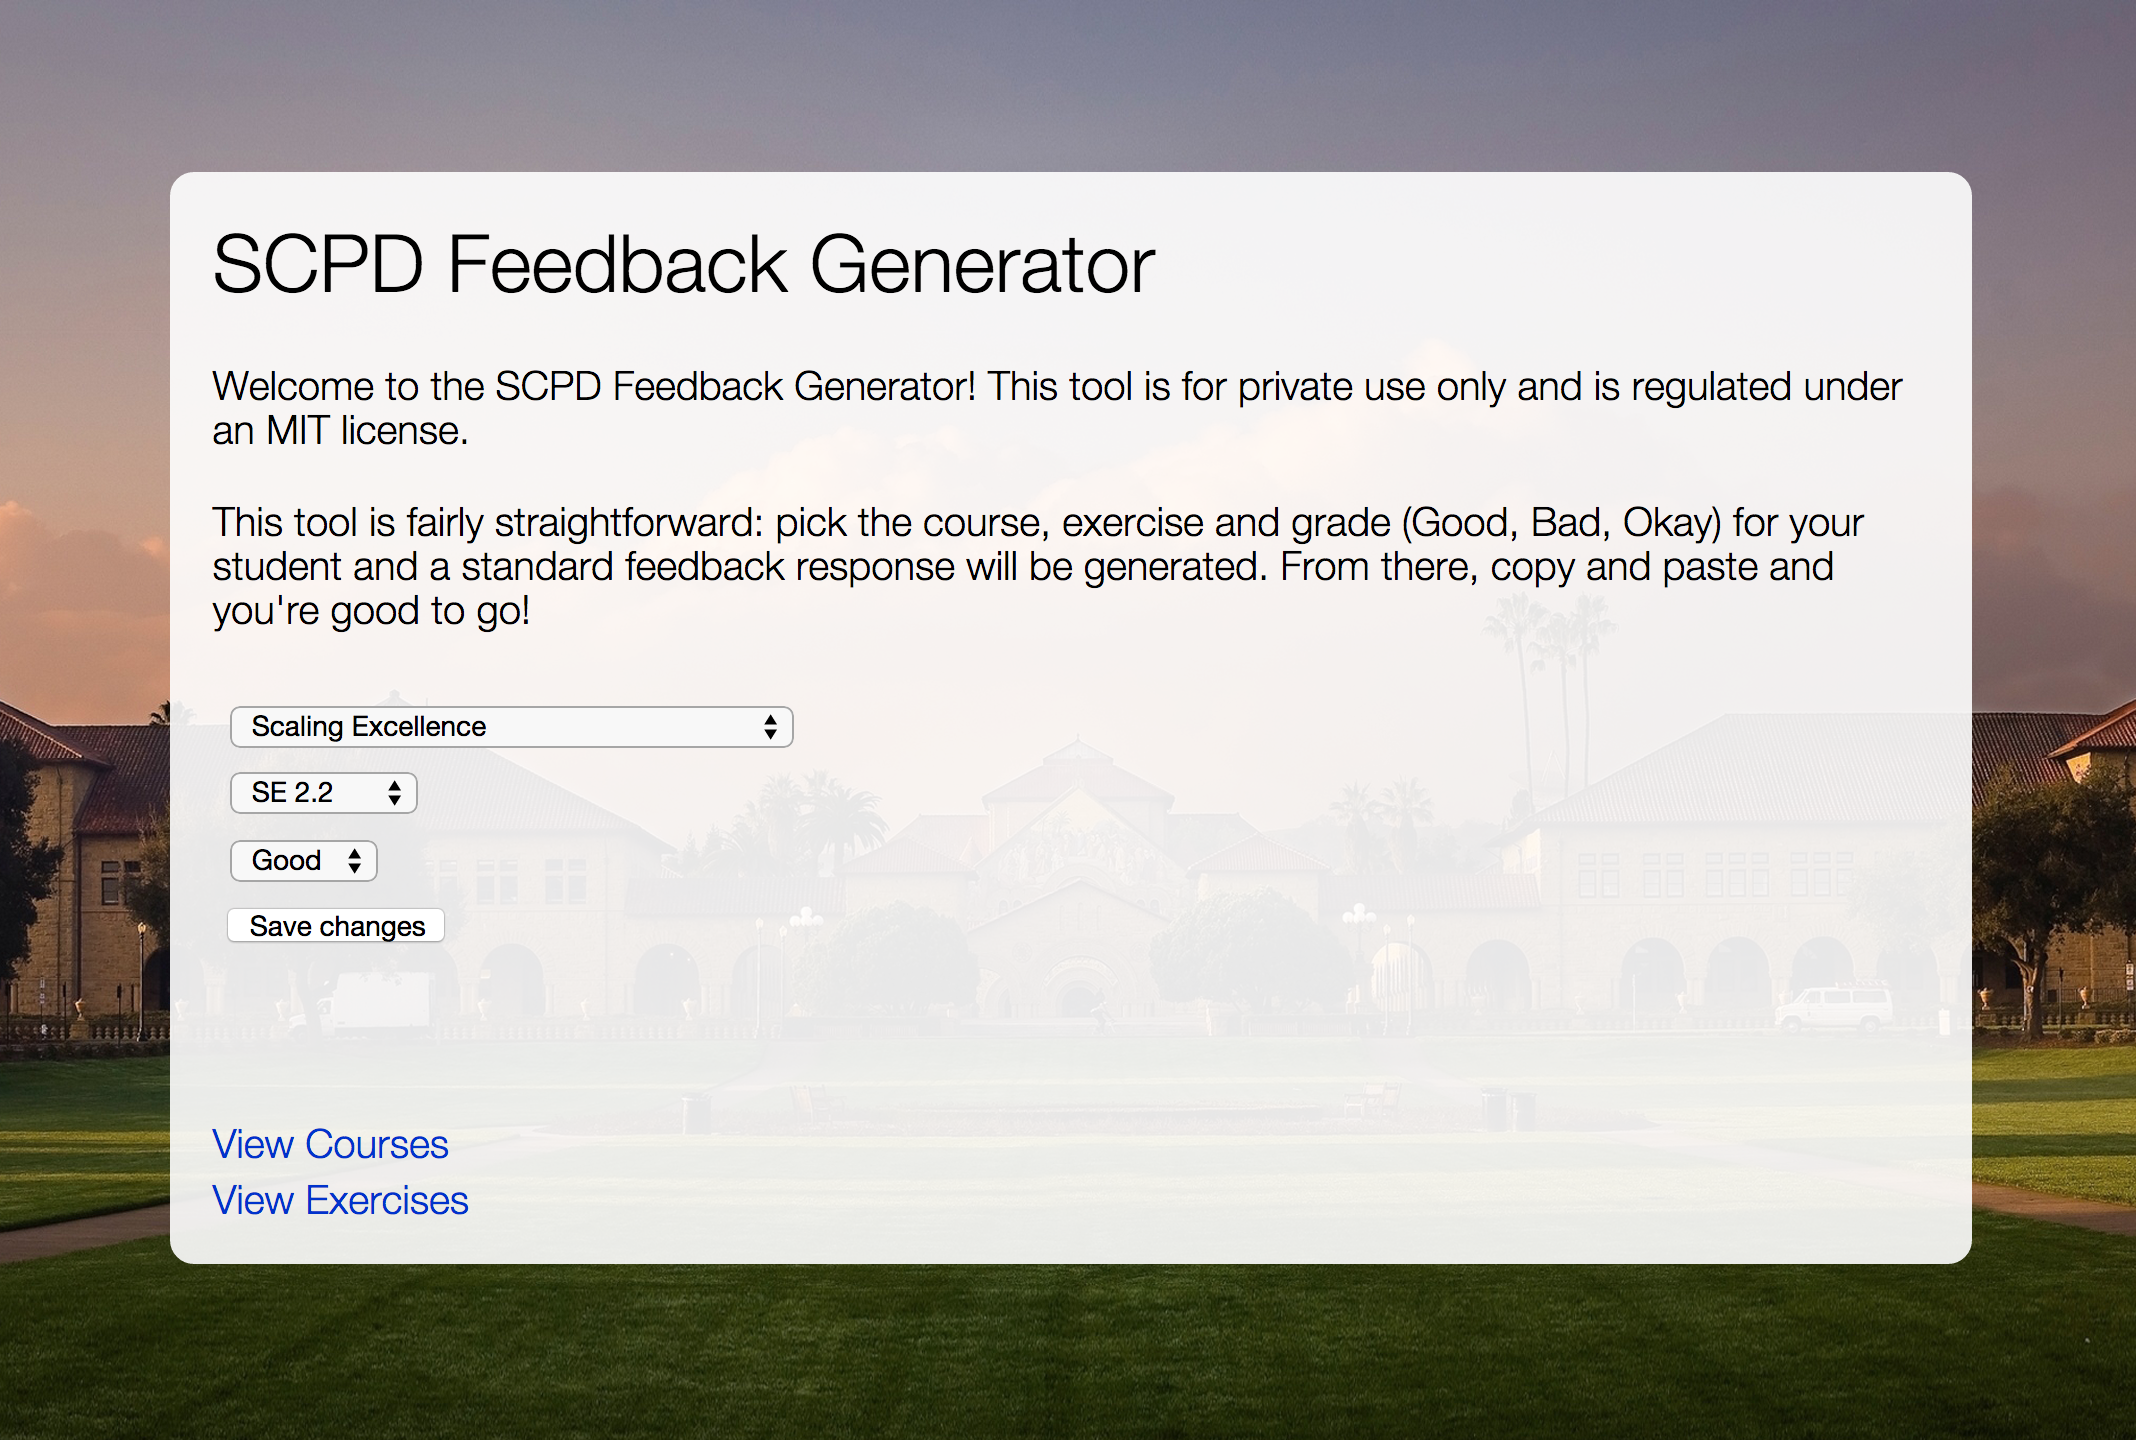 SCPD Feedback Generator
Welcome to the SCPD Feedback Generator! This tool is for private use only and is regulated under
an MIT license.
This tool is fairly straightforward: pick the course, exercise and grade (Good, Bad, Okay) for your
student and a standard feedback response will be generated. From there, copy and paste and
you're good to go!
Scaling Excellence
SE 2.2
Good
Save changes
View Courses
View Exercises